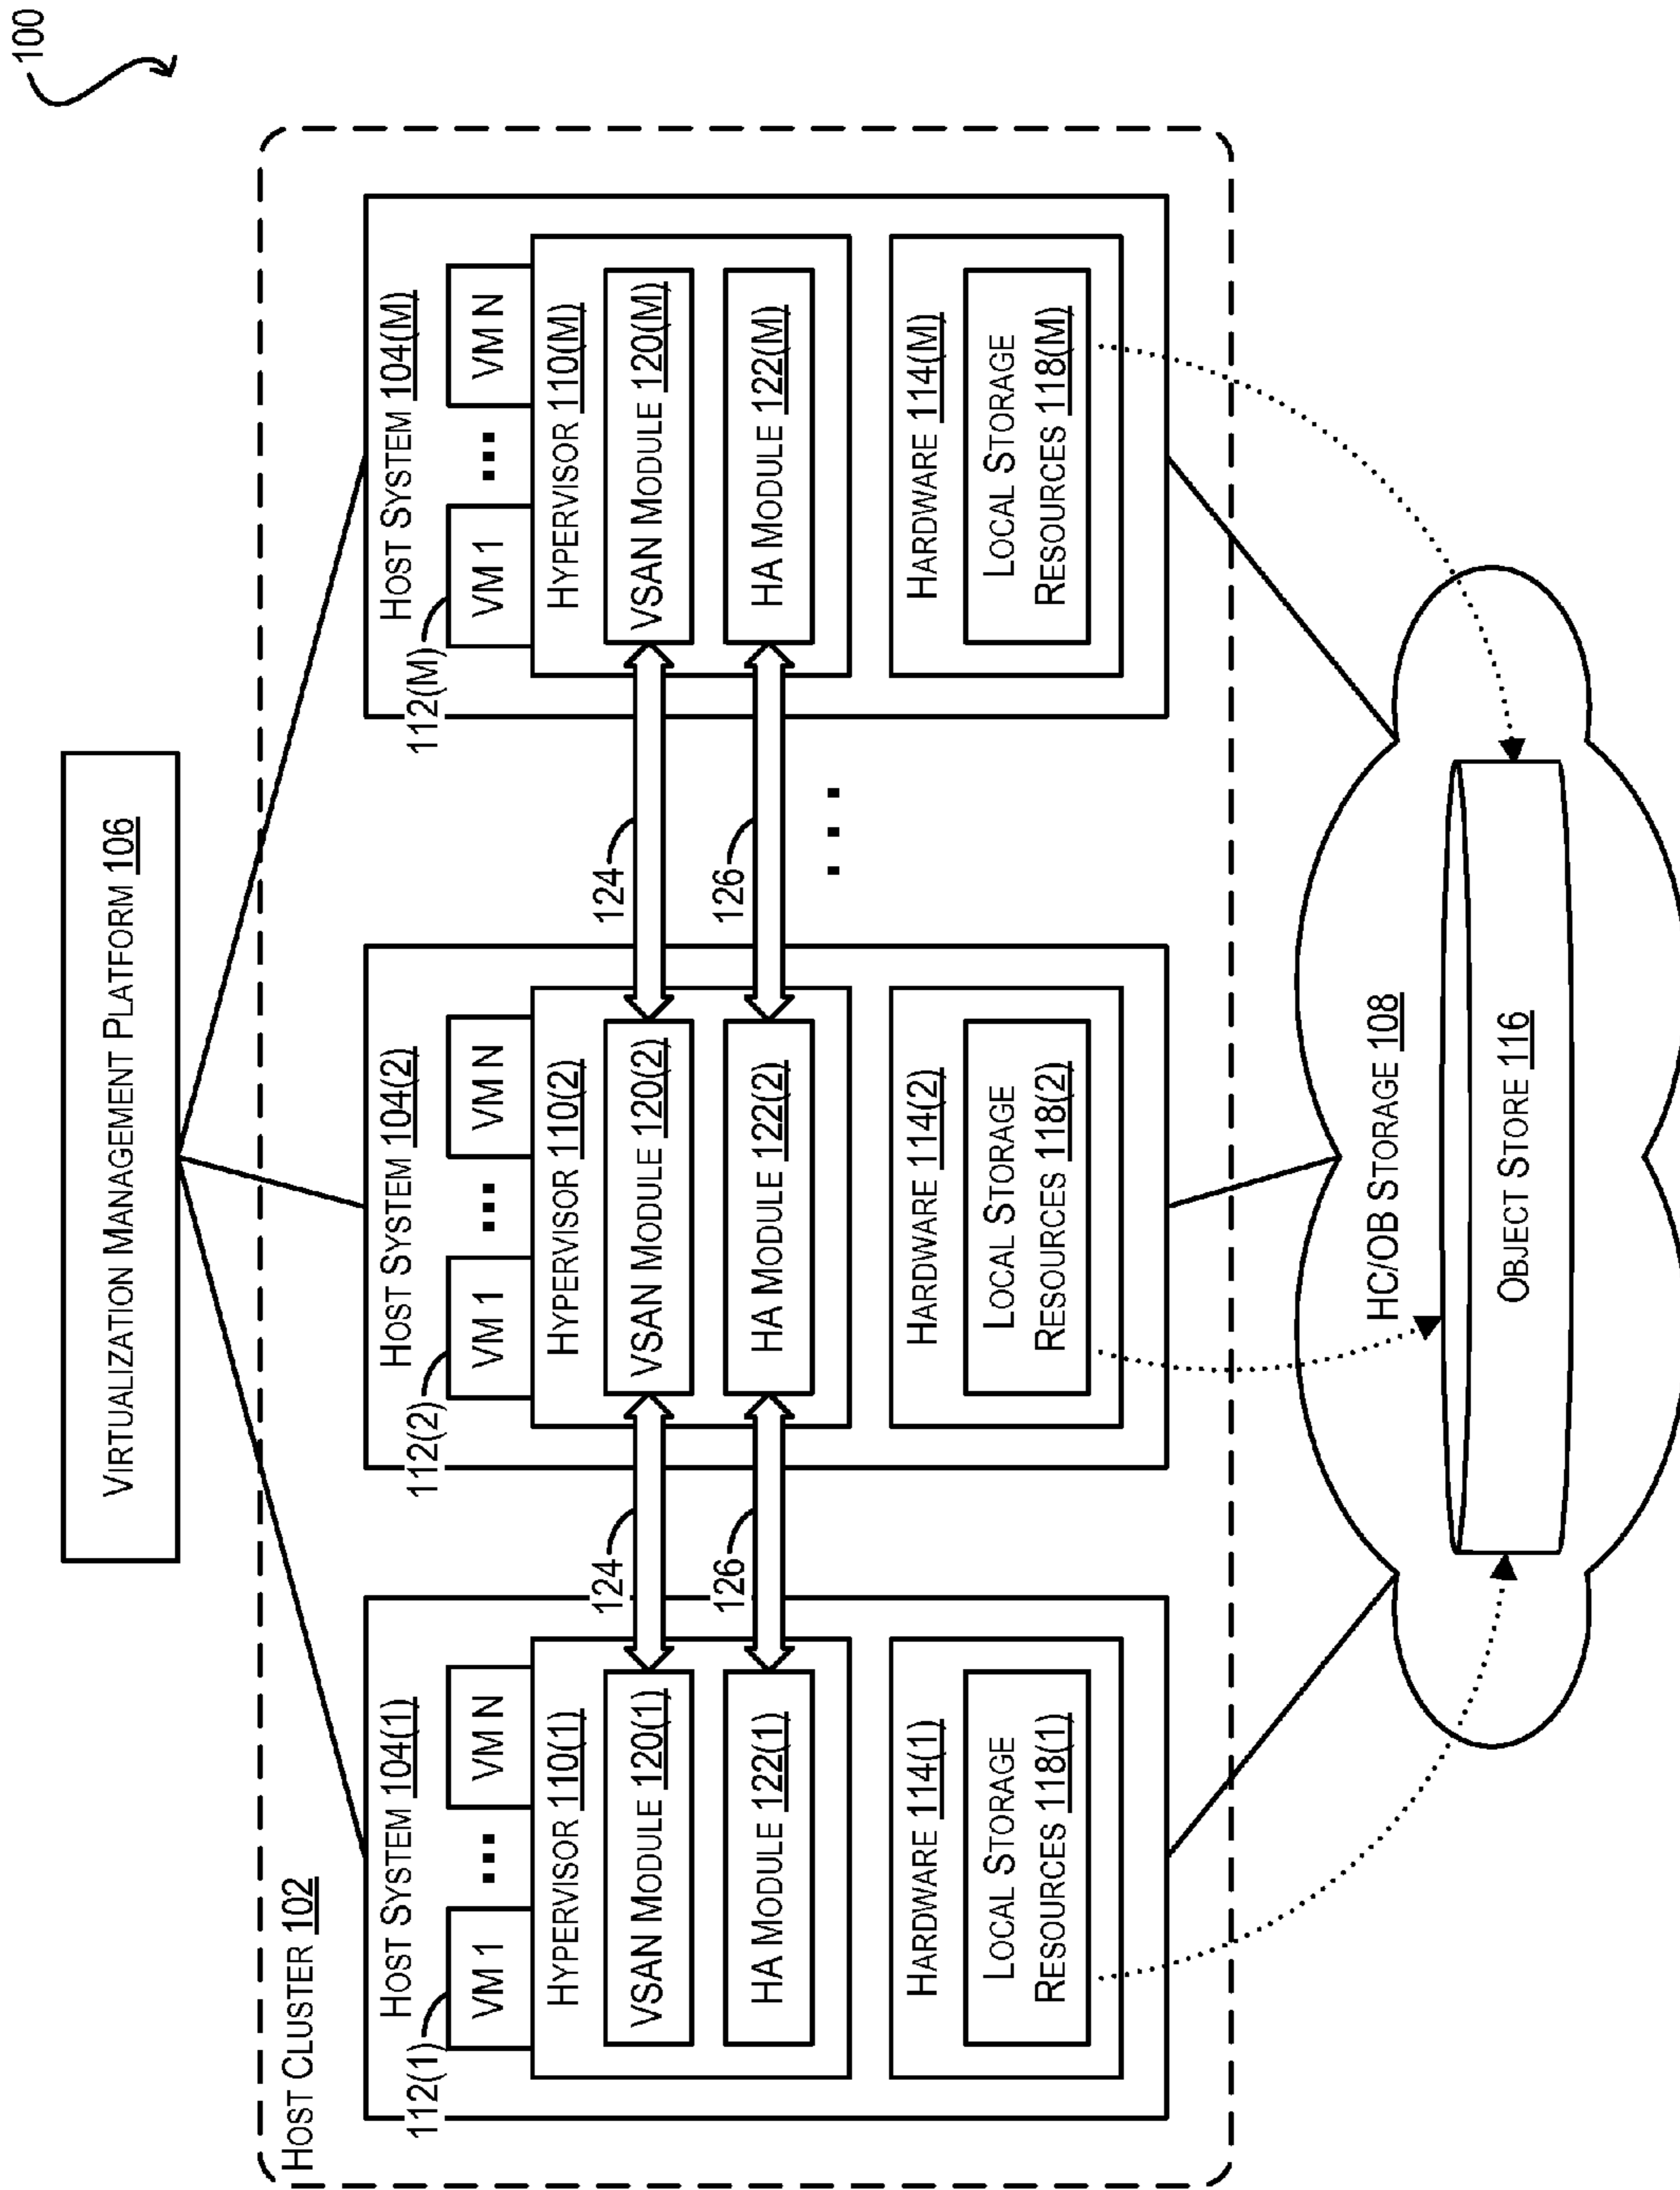 100
VIRTUALIZATION MANAGEMENT PLATFORM 106
HOST CLUSTER 102
HOST SYSTEM 104(1)
112(1)
VM 1
...
VM N
HYPERVISOR 110(1)
VSAN MODULE 120(1)
HA MODULE 122(1)
HARDWARE 114(1)
LOCAL STORAGE
RESOURCES 118(1)
124
126
HOST SYSTEM 104(2)
112(2)
VM 1
...
VM N
HYPERVISOR 110(2)
VSAN MODULE 120(2)
HA MODULE 122(2)
HARDWARE 114(2)
LOCAL STORAGE
RESOURCES 118(2)
124
126
...
HOST SYSTEM 104(M)
112(M)
VM 1
...
VM N
HYPERVISOR 110(M)
VSAN MODULE 120(M)
HA MODULE 122(M)
HARDWARE 114(M)
LOCAL STORAGE
RESOURCES 118(M)
HC/OB STORAGE 108
OBJECT STORE 116